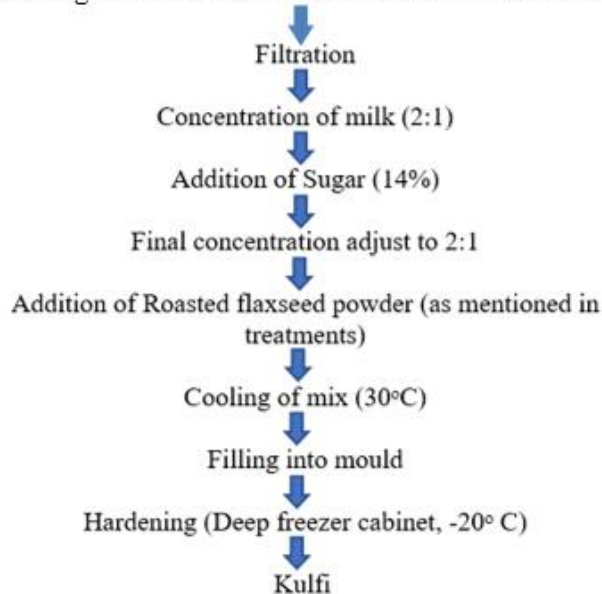 Filtration
Concentration of milk (2:1)
Addition of Sugar (14%)
Final concentration adjust to 2:1
Addition of Roasted flaxseed powder (as mentioned in
treatments)
Cooling of mix (30°C)
Filling into mould
Hardening (Deep freezer cabinet, -20° C)
Kulfi